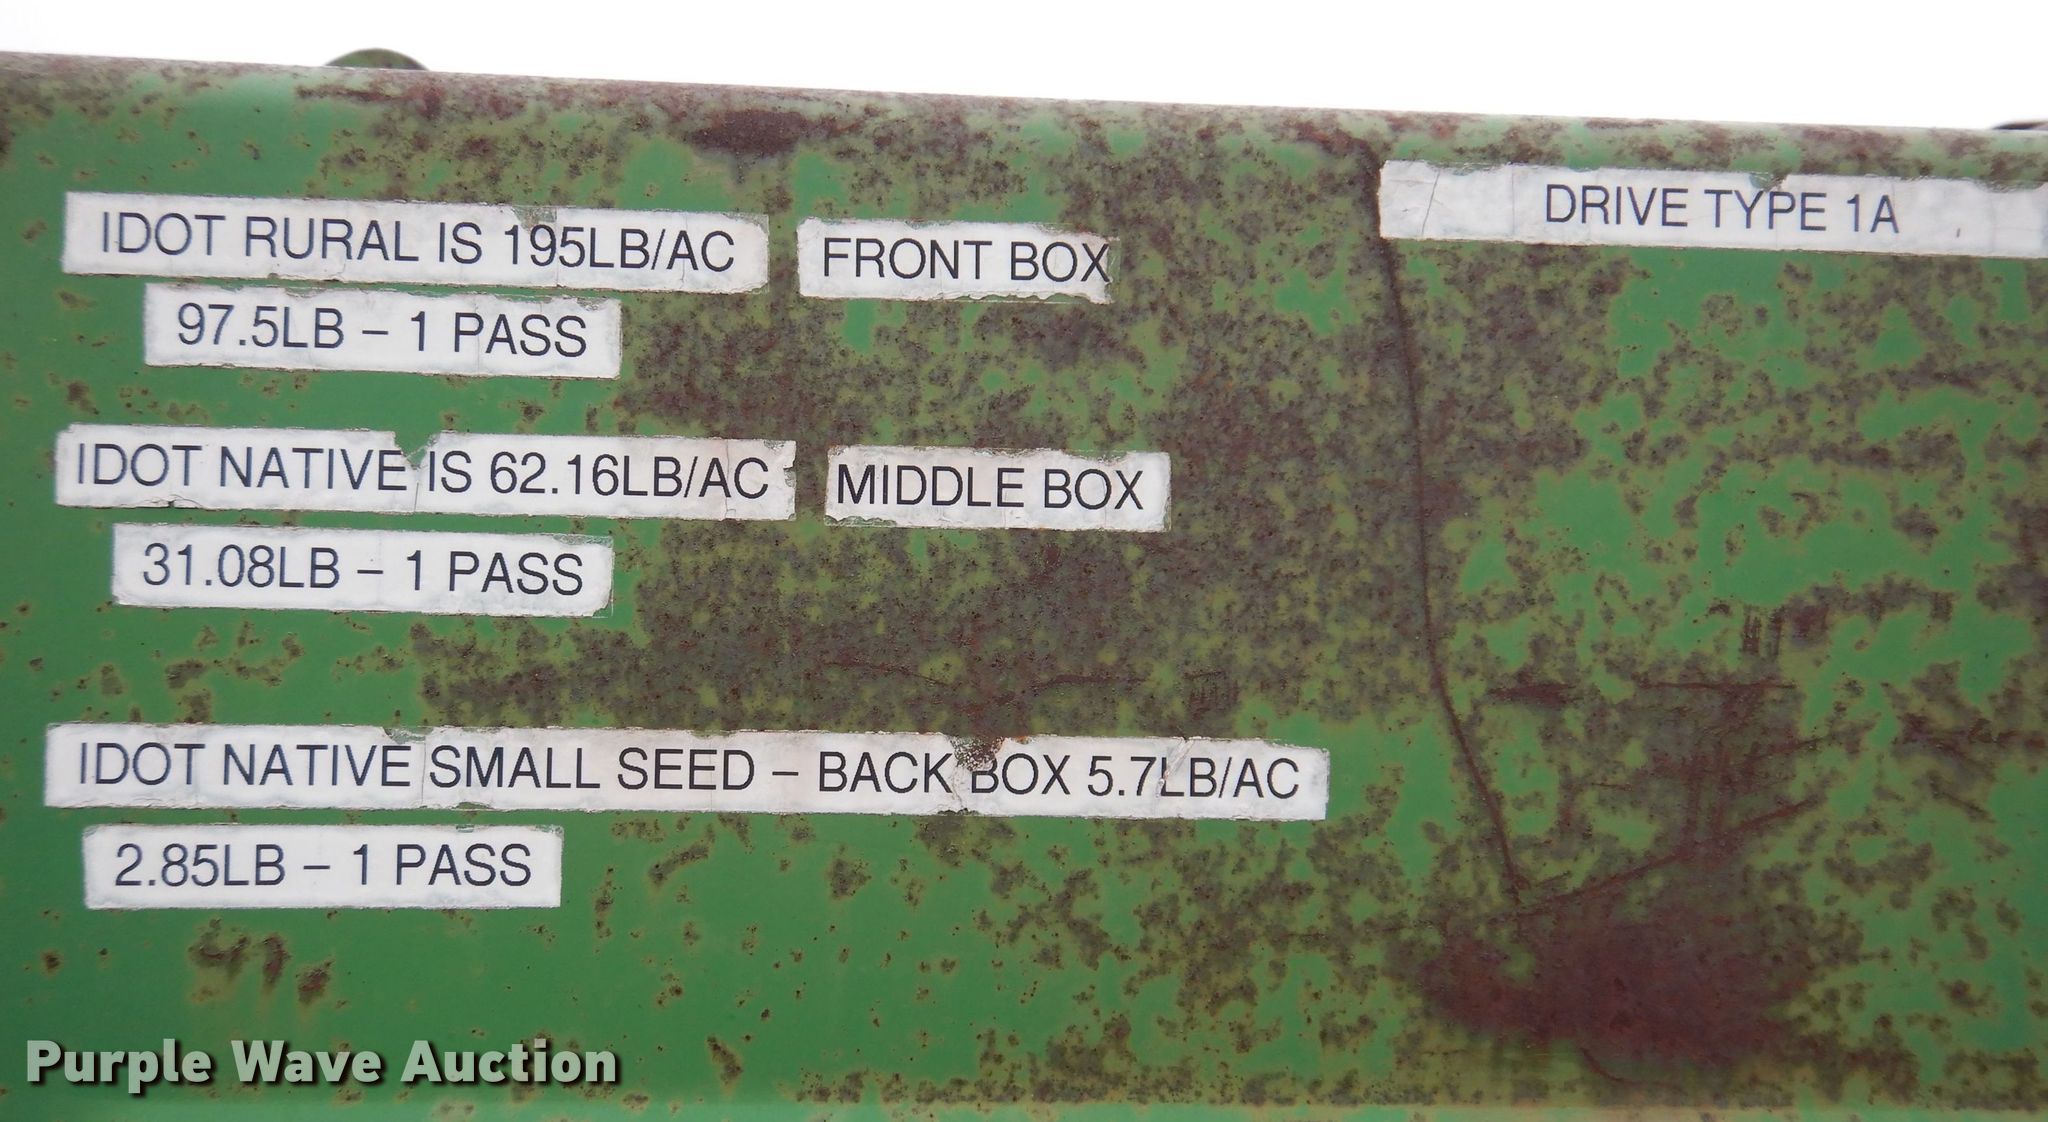 IDOT RURAL IS 195LB/AC FRONT BOX
DRIVE TYPE 1A
97.5LB – 1 PASS
IDOT NATIVE IS 62.16LB/AC MIDDLE BOX
31.08LB – 1 PASS
IDOT NATIVE SMALL SEED – BACK BOX 5.7LB/AC
2.85LB – 1 PASS
Purple Wave Auction